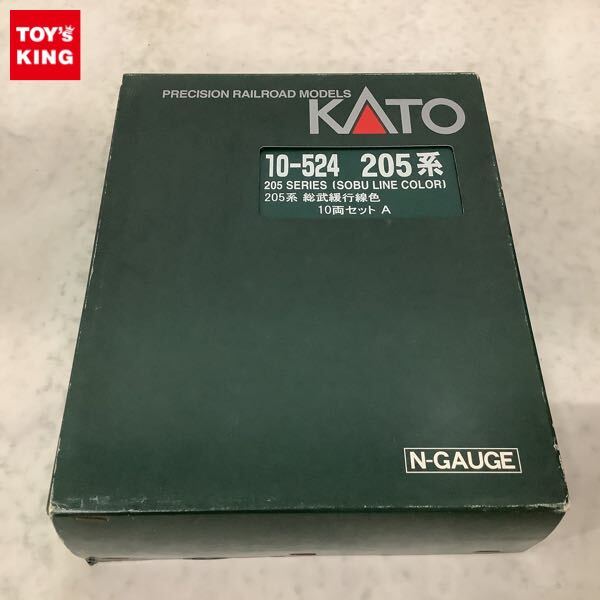 TOY's
KING
PRECISION RAILROAD MODELS
KATO
10-524 205系
205 SERIES (SOBU LINE COLOR)
205系 総武緩行線色
10両セット A
N-GAUGE